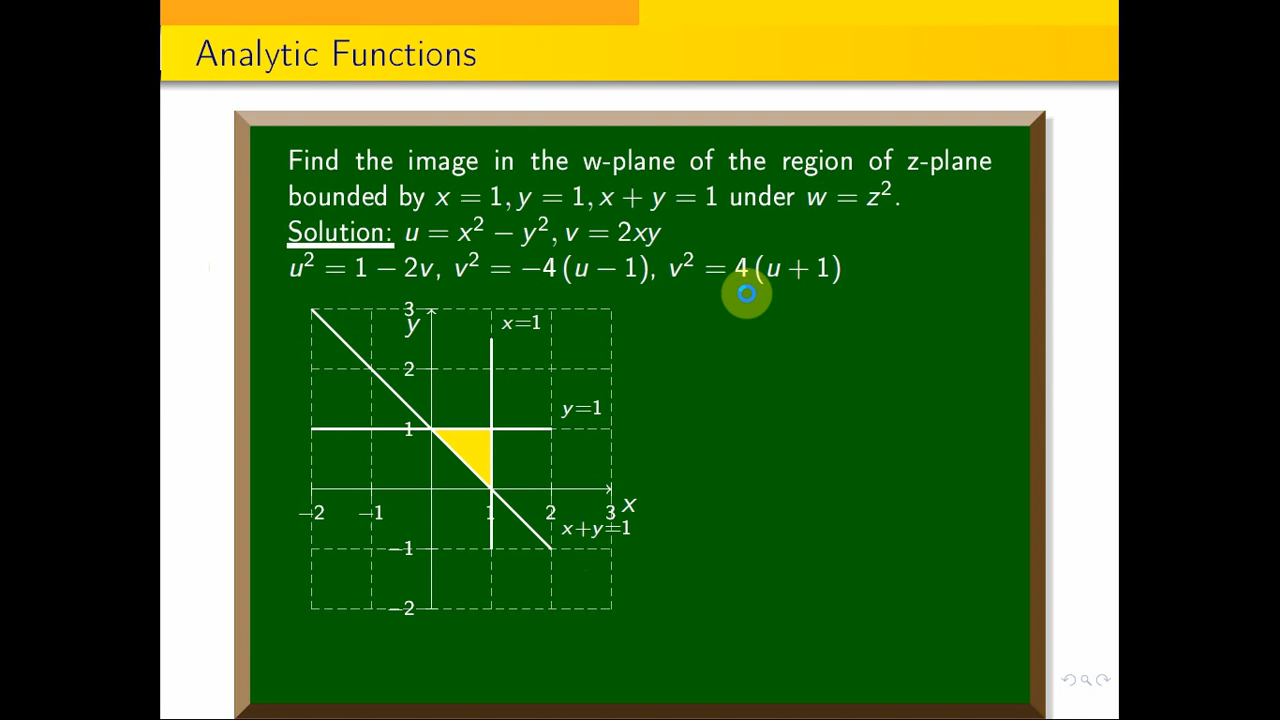 Analytic Functions
Find the image in the w-plane of the region of z-plane
bounded by x = 1, y = 1, x + y = 1 under w = z².
Solution: u = x² − y², v = 2xy
u² = 1 − 2v, v² = −4 (u − 1), v² = 4 (u + 1)
3
y
x=1
2
y=1
1
−2 −1 1 2 3 x
x+y=1
−1
−2